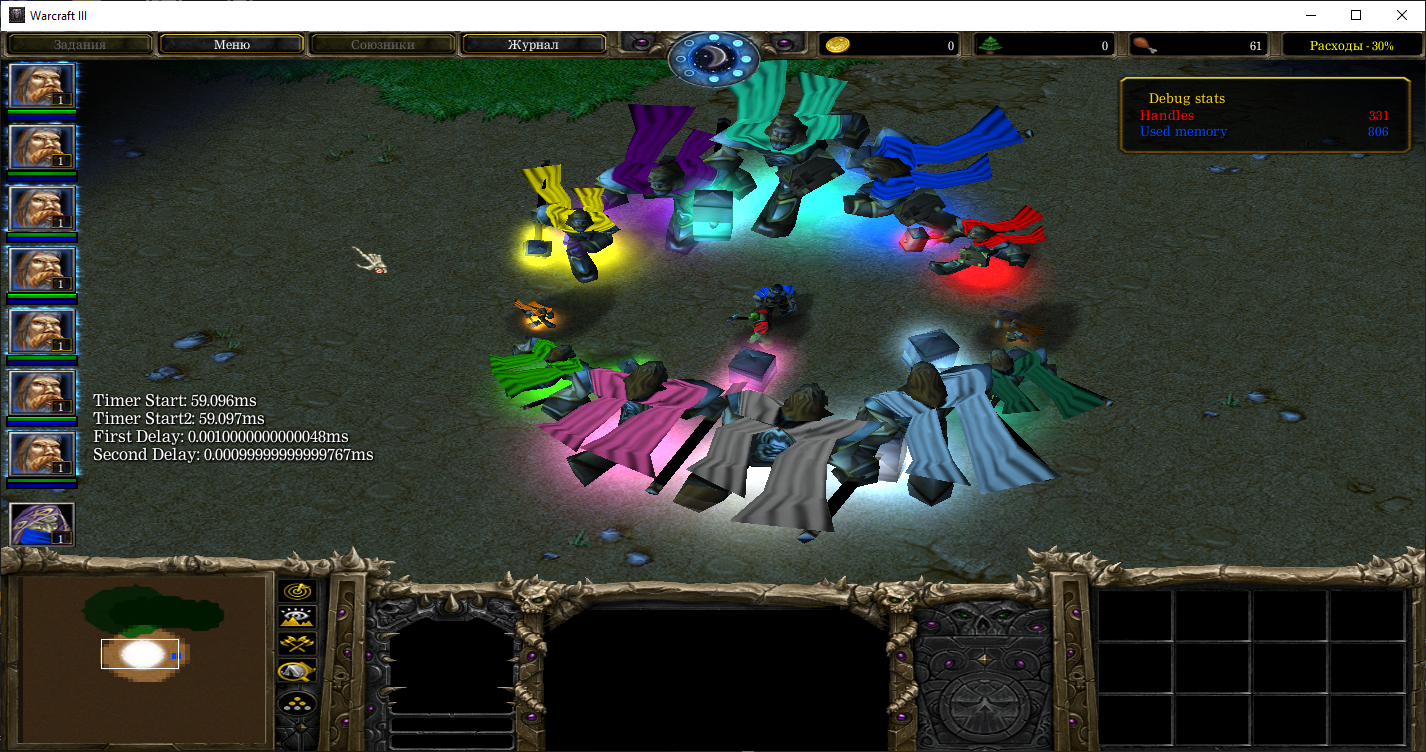 Warcraft III
Задания
Меню
Союзники
Журнал
0
0
61
Расходы - 30%
Debug stats
Handles 331
Used memory 806
1
1
1
1
1
1
1
1
Timer Start: 59.096ms
Timer Start2: 59.097ms
First Delay: 0.0010000000000048ms
Second Delay: 0.00099999999999767ms